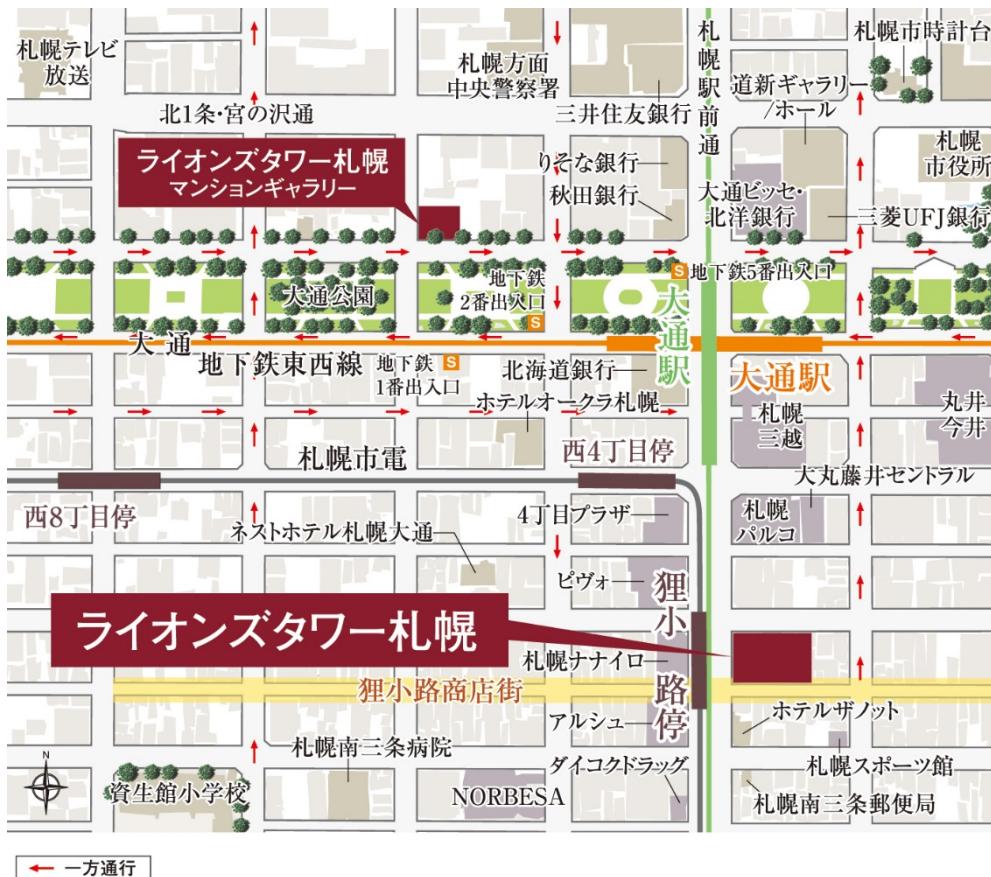 札幌テレビ
放送
札幌方面
中央警察署
三井住友銀行
札幌駅前通
札幌市時計台
道新ギャラリー
/ホール
北1条・宮の沢通
ライオンズタワー札幌
マンションギャラリー
りそな銀行
秋田銀行
大通ビッセ・
北洋銀行
札幌
市役所
三菱UFJ銀行
大通公園
地下鉄
2番出入口
S
S
地下鉄5番出入口
大通駅
大通
地下鉄東西線
地下鉄
1番出入口
S
北海道銀行
大通駅
ホテルオークラ札幌
札幌
三越
丸井
今井
札幌市電
西4丁目停
大丸藤井セントラル
西8丁目停
ネストホテル札幌大通
4丁目プラザ
札幌
パルコ
ピヴォ
狸小路停
ライオンズタワー札幌
札幌ナナイロ
狸小路商店街
アルシュ
ホテルザノット
札幌南三条病院
ダイコクドラッグ
札幌スポーツ館
N
資生館小学校
NORBESA
札幌南三条郵便局
一方通行